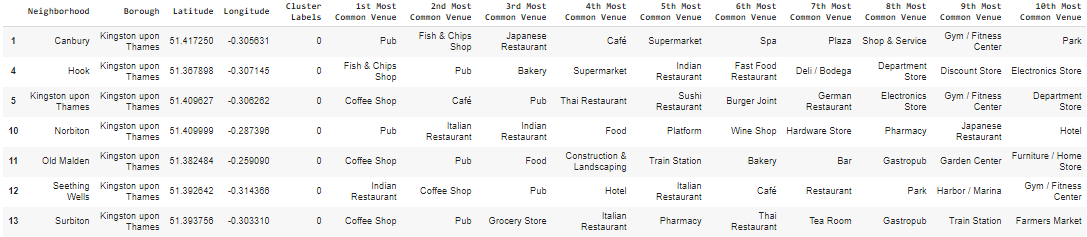 Neighborhood Borough Latitude Longitude Cluster Labels 1st Most Common Venue 2nd Most Common Venue 3rd Most Common Venue 4th Most Common Venue 5th Most Common Venue 6th Most Common Venue 7th Most Common Venue 8th Most Common Venue 9th Most Common Venue 10th Most Common Venue
1 Canbury Kingston upon Thames 51.417250 -0.305631 0 Pub Fish & Chips Shop Japanese Restaurant Café Supermarket Spa Plaza Shop & Service Gym / Fitness Center Park
4 Hook Kingston upon Thames 51.367898 -0.307145 0 Fish & Chips Shop Pub Bakery Supermarket Indian Restaurant Fast Food Restaurant Deli / Bodega Department Store Discount Store Electronics Store
5 Kingston upon Thames Kingston upon Thames 51.409627 -0.306262 0 Coffee Shop Café Pub Thai Restaurant Sushi Restaurant Burger Joint German Restaurant Electronics Store Gym / Fitness Center Department Store
10 Norbiton Kingston upon Thames 51.409999 -0.287396 0 Pub Italian Restaurant Indian Restaurant Food Platform Wine Shop Hardware Store Pharmacy Japanese Restaurant Hotel
11 Old Malden Kingston upon Thames 51.382484 -0.259090 0 Coffee Shop Pub Food Construction & Landscaping Train Station Bakery Bar Gastropub Garden Center Furniture / Home Store
12 Seething Wells Kingston upon Thames 51.392642 -0.314366 0 Indian Restaurant Coffee Shop Pub Hotel Italian Restaurant Café Restaurant Park Harbor / Marina Gym / Fitness Center
13 Surbiton Kingston upon Thames 51.393756 -0.303310 0 Coffee Shop Pub Grocery Store Italian Restaurant Pharmacy Thai Restaurant Tea Room Gastropub Train Station Farmers Market